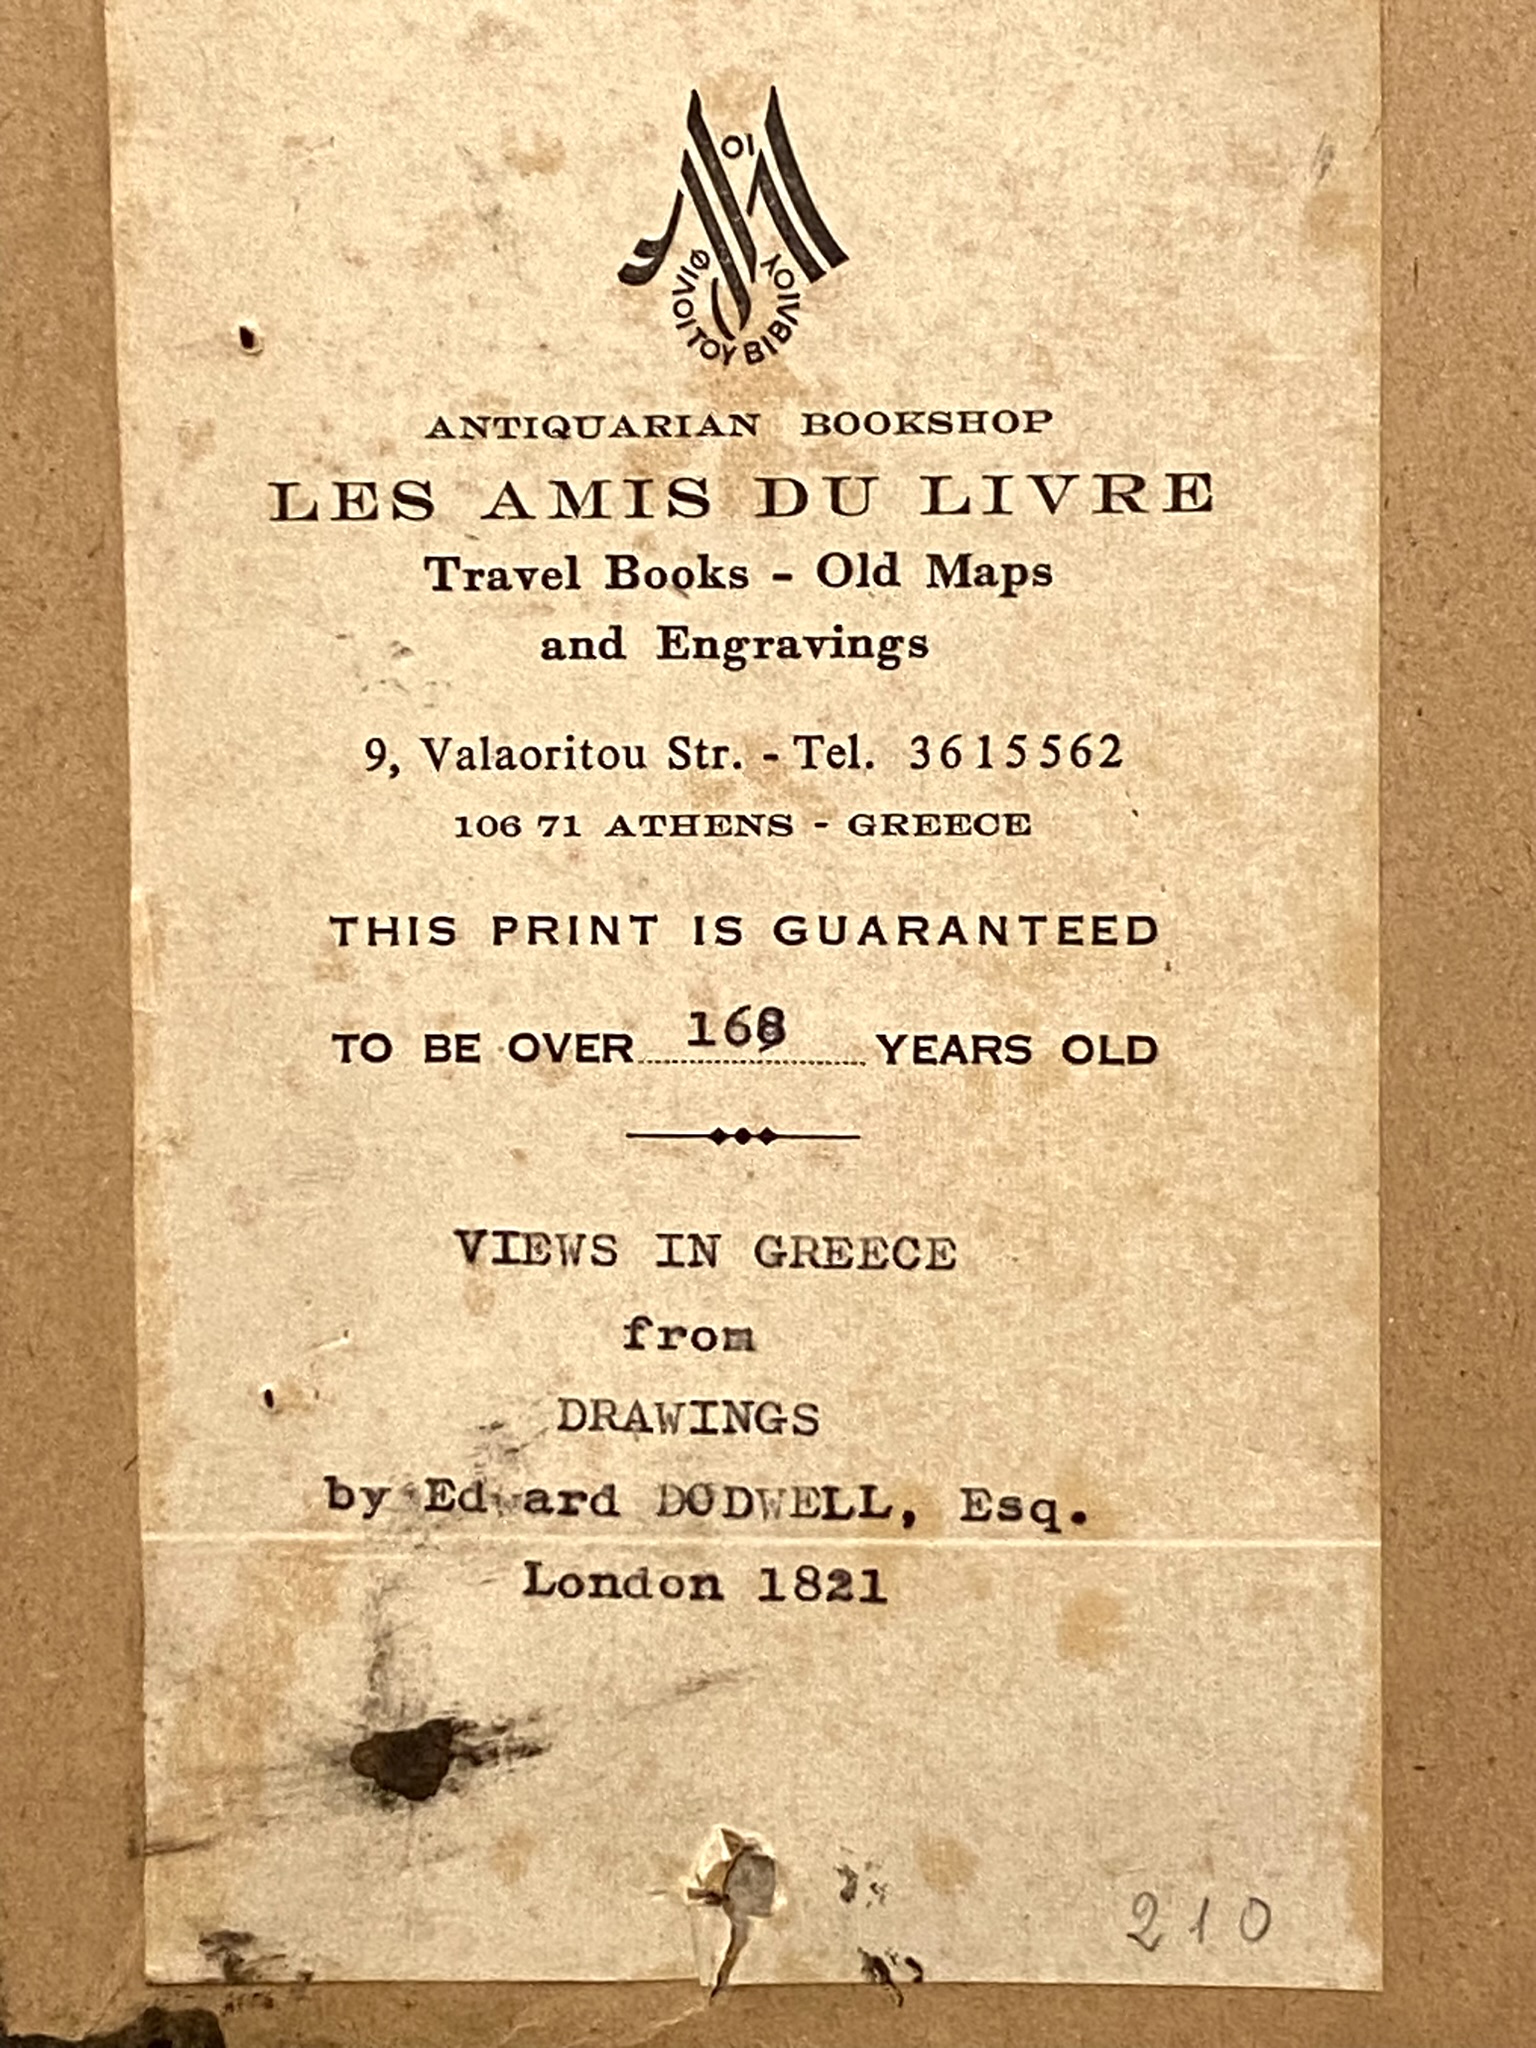 ΟΙ
ΦΙΛΟΙ ΤΟΥ ΒΙΒΛΙΟΥ
ANTIQUARIAN BOOKSHOP
LES AMIS DU LIVRE
Travel Books - Old Maps
and Engravings
9, Valaoritou Str. - Tel. 3615562
106 71 ATHENS - GREECE
THIS PRINT IS GUARANTEED
TO BE OVER 168 YEARS OLD
VIEWS IN GREECE
from
DRAWINGS
by Edward DODWELL, Esq.
London 1821
210